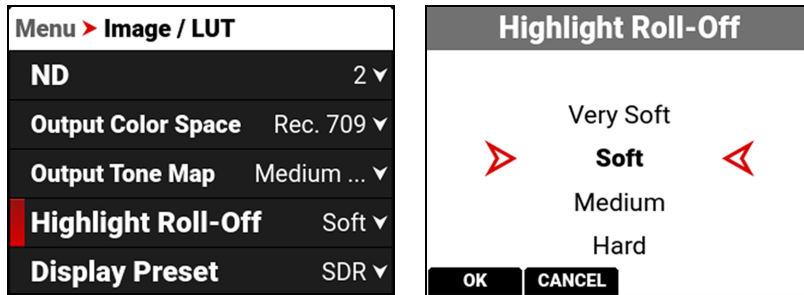 Menu > Image / LUT
ND 2
Output Color Space Rec. 709
Output Tone Map Medium ...
Highlight Roll-Off Soft
Display Preset SDR
Highlight Roll-Off
Very Soft
Soft
Medium
Hard
OK CANCEL